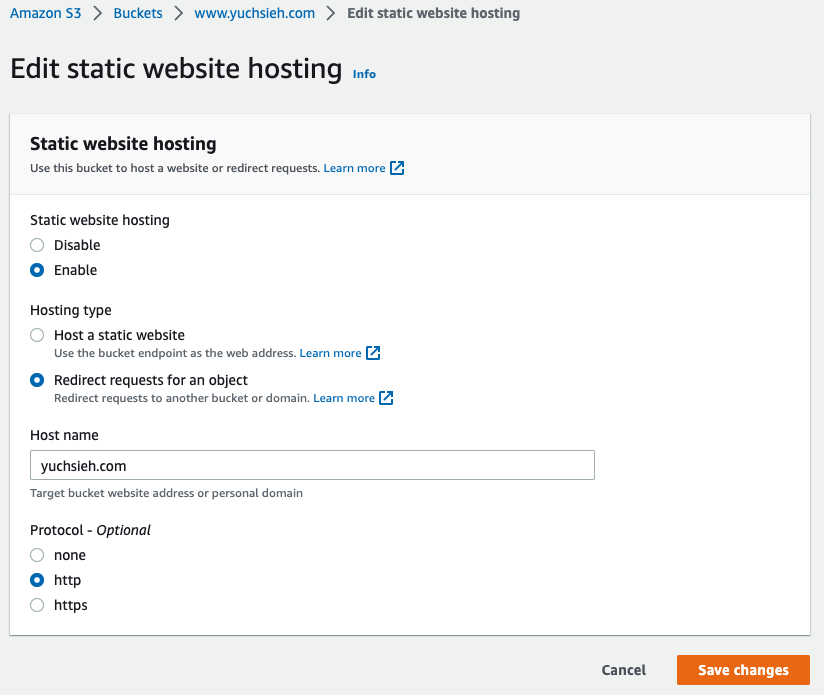 Amazon S3 > Buckets > www.yuchsieh.com > Edit static website hosting
Edit static website hosting Info
Static website hosting
Use this bucket to host a website or redirect requests. Learn more
Static website hosting
Disable
Enable
Hosting type
Host a static website
Use the bucket endpoint as the web address. Learn more
Redirect requests for an object
Redirect requests to another bucket or domain. Learn more
Host name
yuchsieh.com
Target bucket website address or personal domain
Protocol - Optional
none
http
https
Cancel Save changes